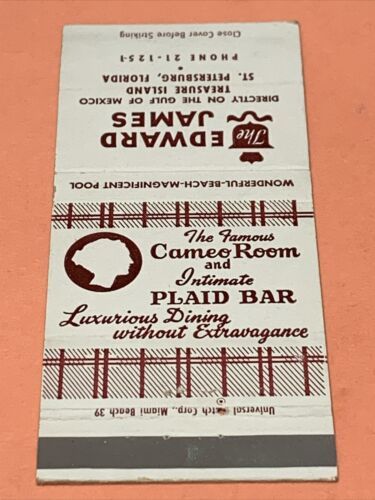 Close Cover Before Striking
PHONE 21-125-1
ST. PETERSBURG, FLORIDA
TREASURE ISLAND
DIRECTLY ON THE GULF OF MEXICO
The EDWARD
JAMES
WONDERFUL-BEACH-MAGNIFICENT POOL
The Famous
Cameo Room
and
Intimate
PLAID BAR
Luxurious Dining
without Extravagance
Universal Corp., Miami Beach 39